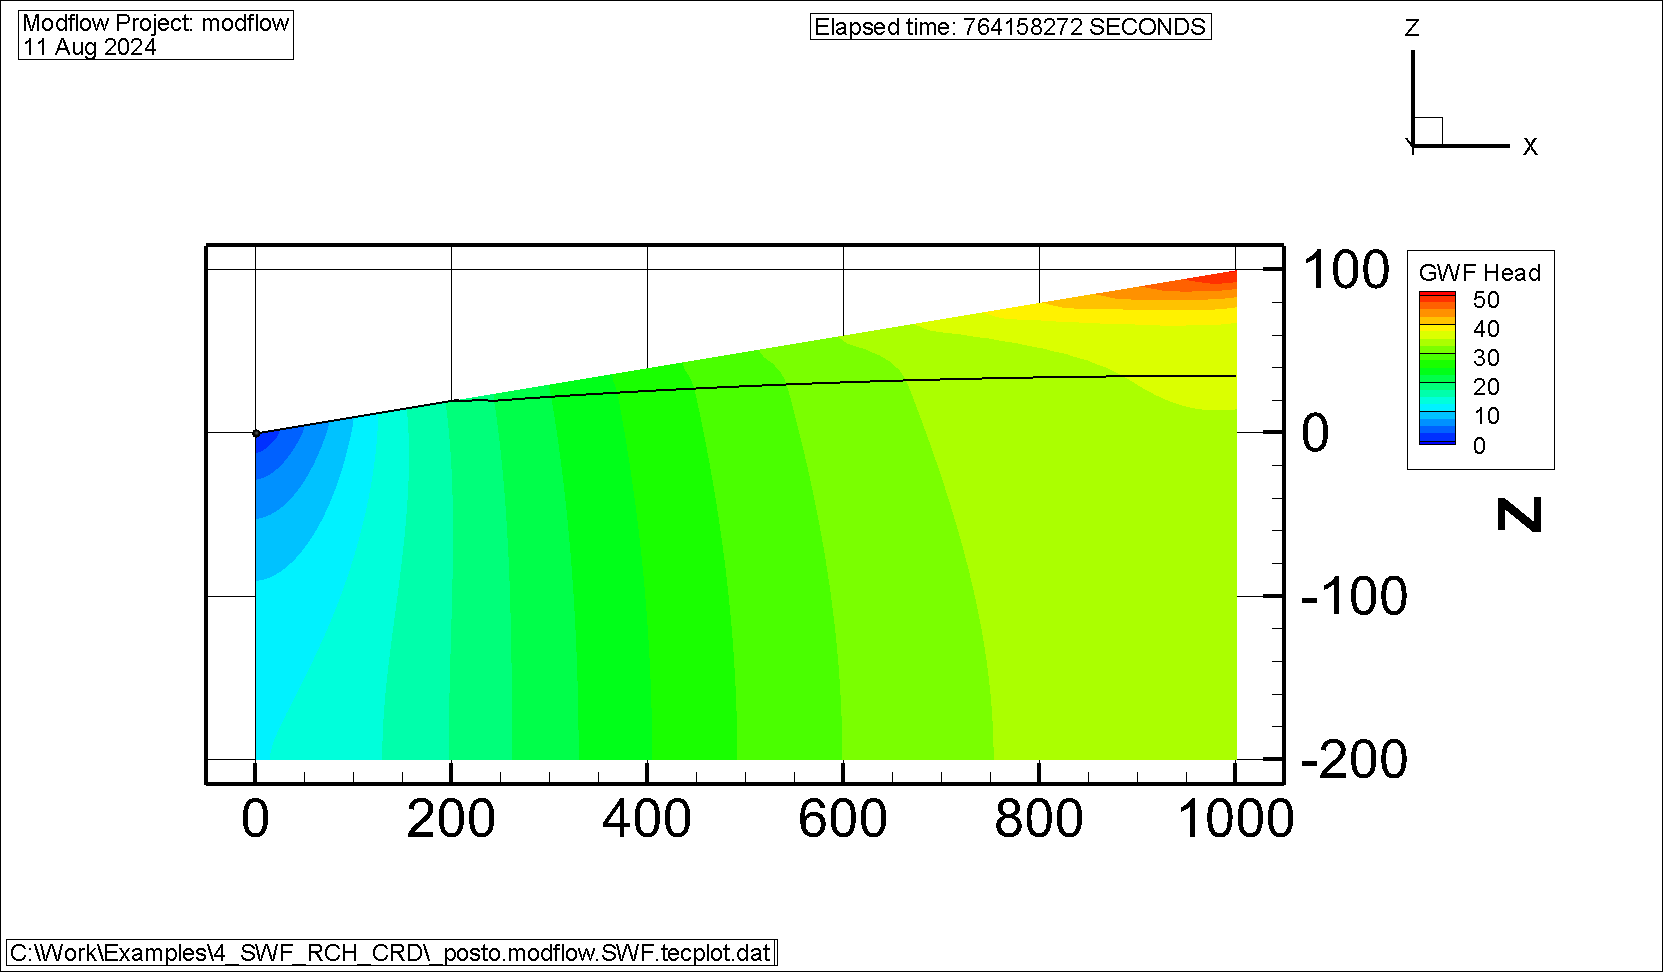 Modflow Project: modflow
11 Aug 2024
Elapsed time: 764158272 SECONDS
Z
Y
X
100
0
-100
-200
Z
GWF Head
50
40
30
20
10
0
0 200 400 600 800 1000
C:\Work\Examples\4_SWF_RCH_CRD\_posto.modflow.SWF.tecplot.dat